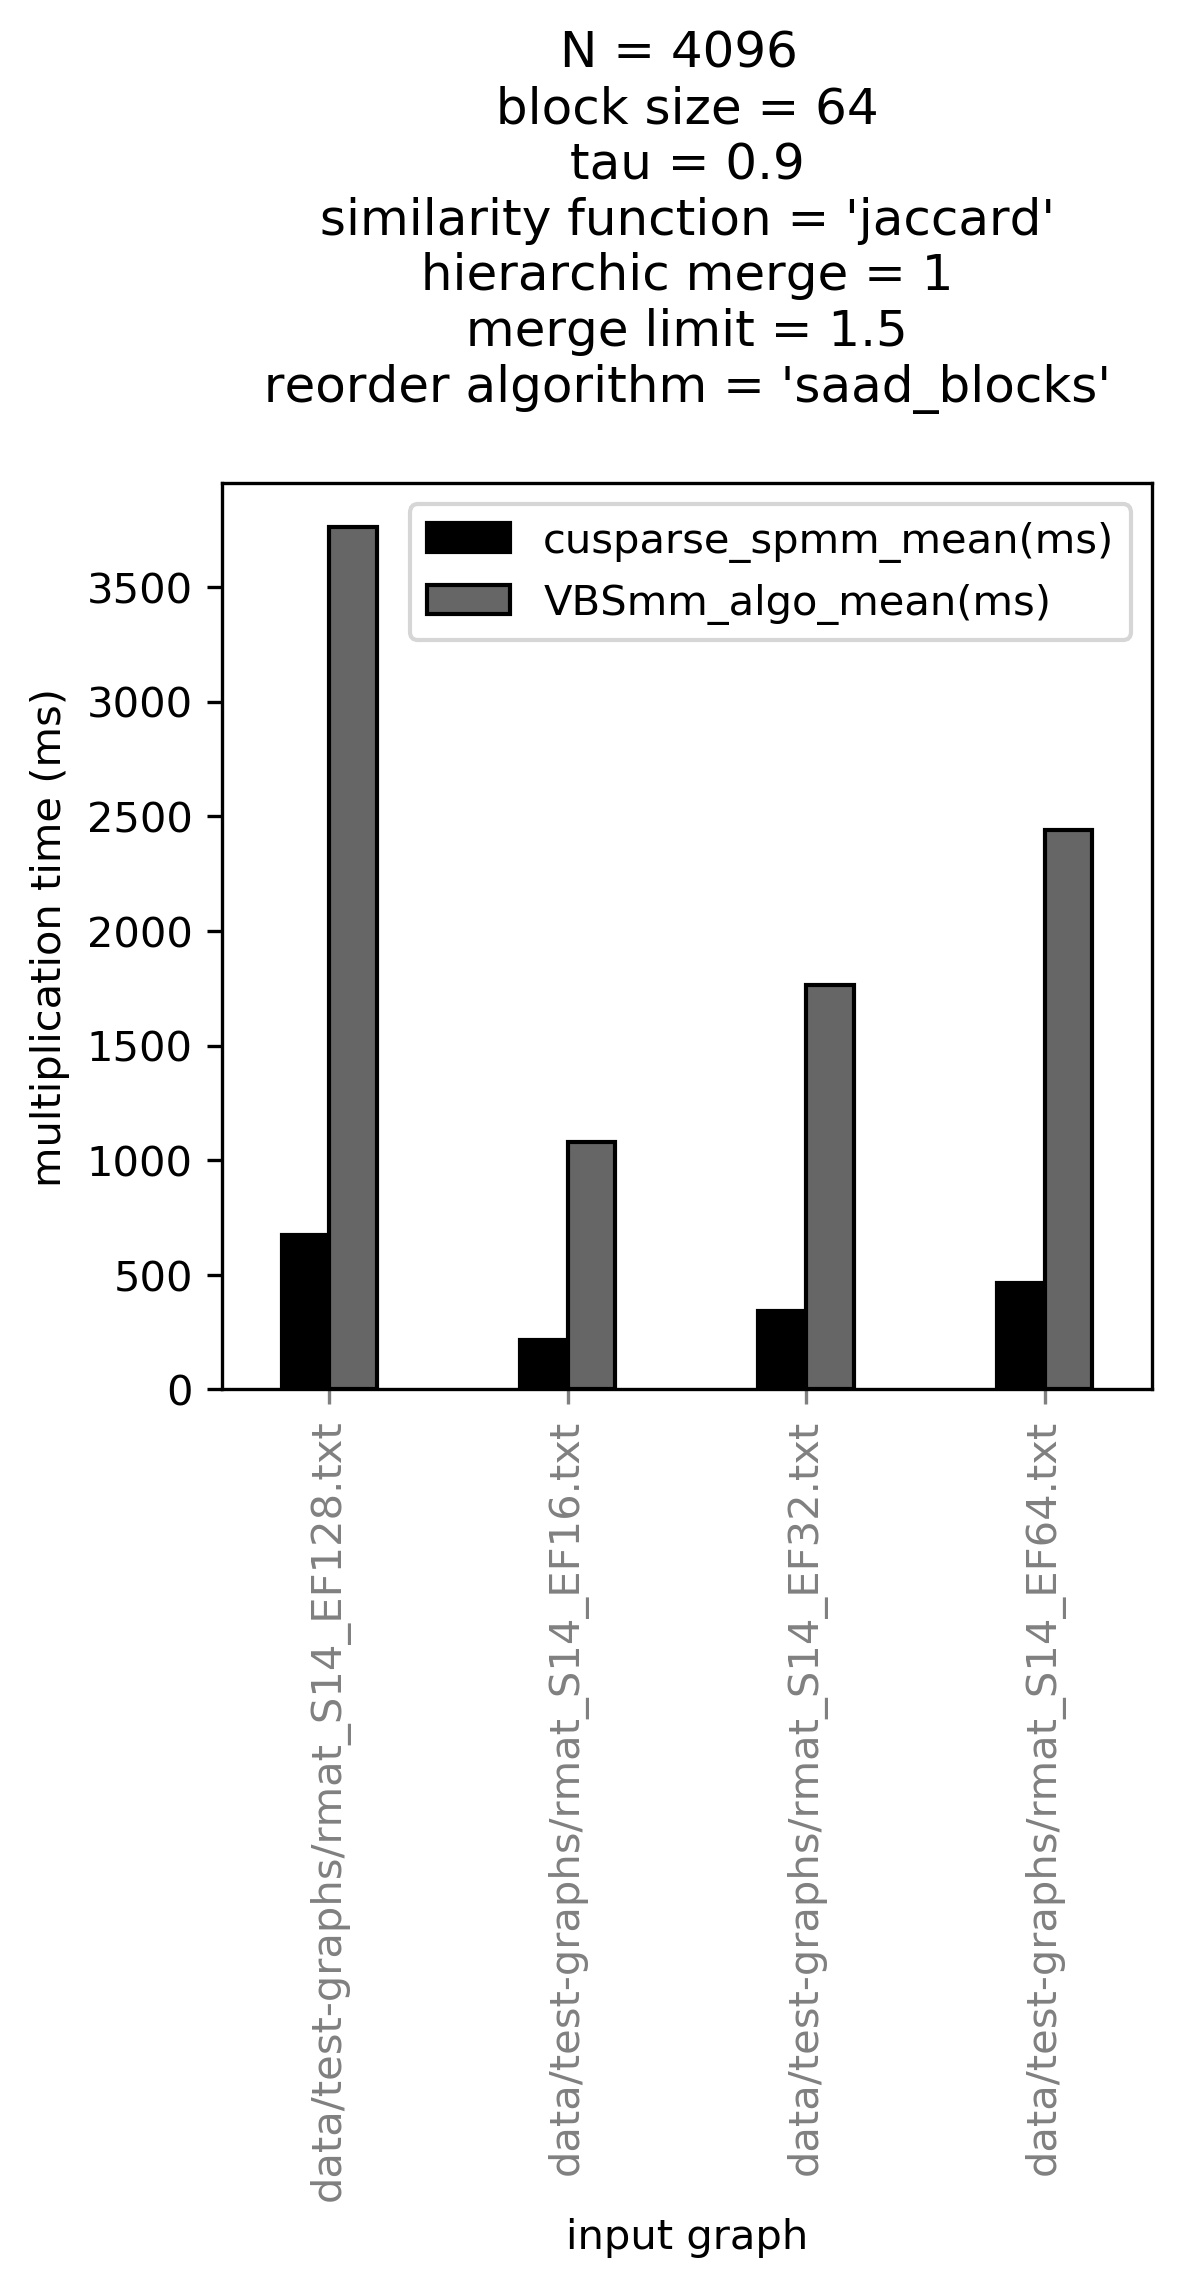 N = 4096
block size = 64
tau = 0.9
similarity function = 'jaccard'
hierarchic merge = 1
merge limit = 1.5
reorder algorithm = 'saad_blocks'
cusparse_spmm_mean(ms)
VBSmm_algo_mean(ms)
multiplication time (ms)
3500
3000
2500
2000
1500
1000
500
0
data/test-graphs/rmat_S14_EF128.txt
data/test-graphs/rmat_S14_EF16.txt
data/test-graphs/rmat_S14_EF32.txt
data/test-graphs/rmat_S14_EF64.txt
input graph